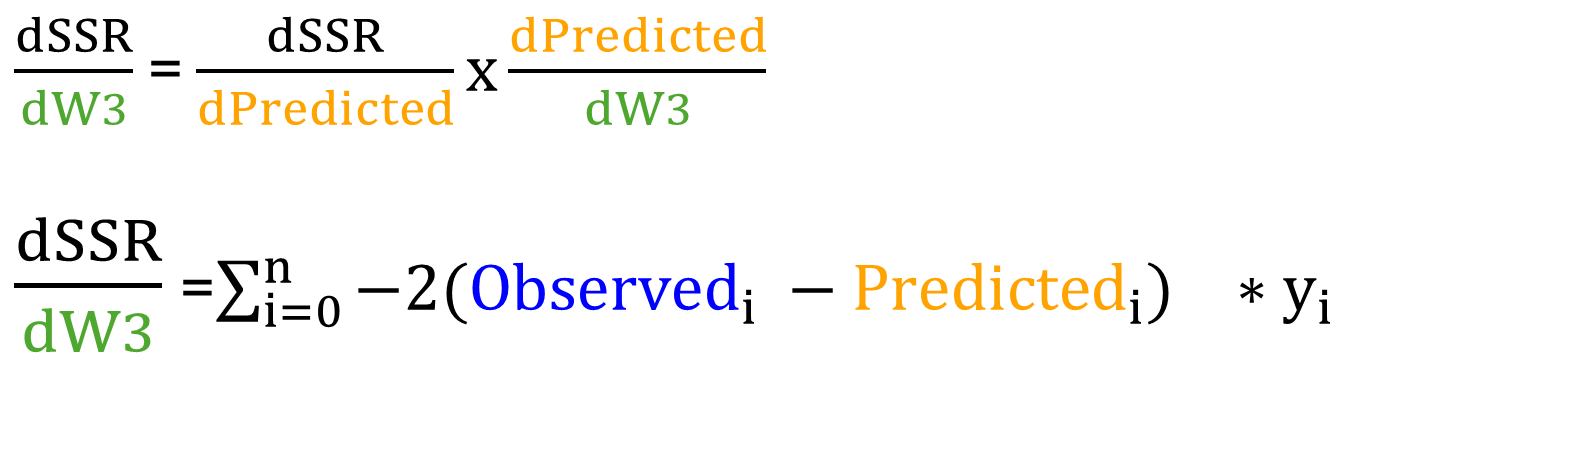 dSSR/dW3 = dSSR/dPredicted x dPredicted/dW3
dSSR/dW3 =∑ⁿᵢ₌₀ −2(Observedᵢ − Predictedᵢ) * yᵢ